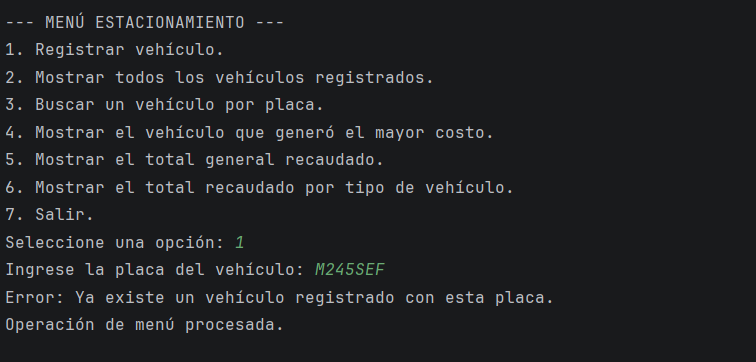 --- MENÚ ESTACIONAMIENTO ---
1. Registrar vehículo.
2. Mostrar todos los vehículos registrados.
3. Buscar un vehículo por placa.
4. Mostrar el vehículo que generó el mayor costo.
5. Mostrar el total general recaudado.
6. Mostrar el total recaudado por tipo de vehículo.
7. Salir.
Seleccione una opción: 1
Ingrese la placa del vehículo: M245SEF
Error: Ya existe un vehículo registrado con esta placa.
Operación de menú procesada.